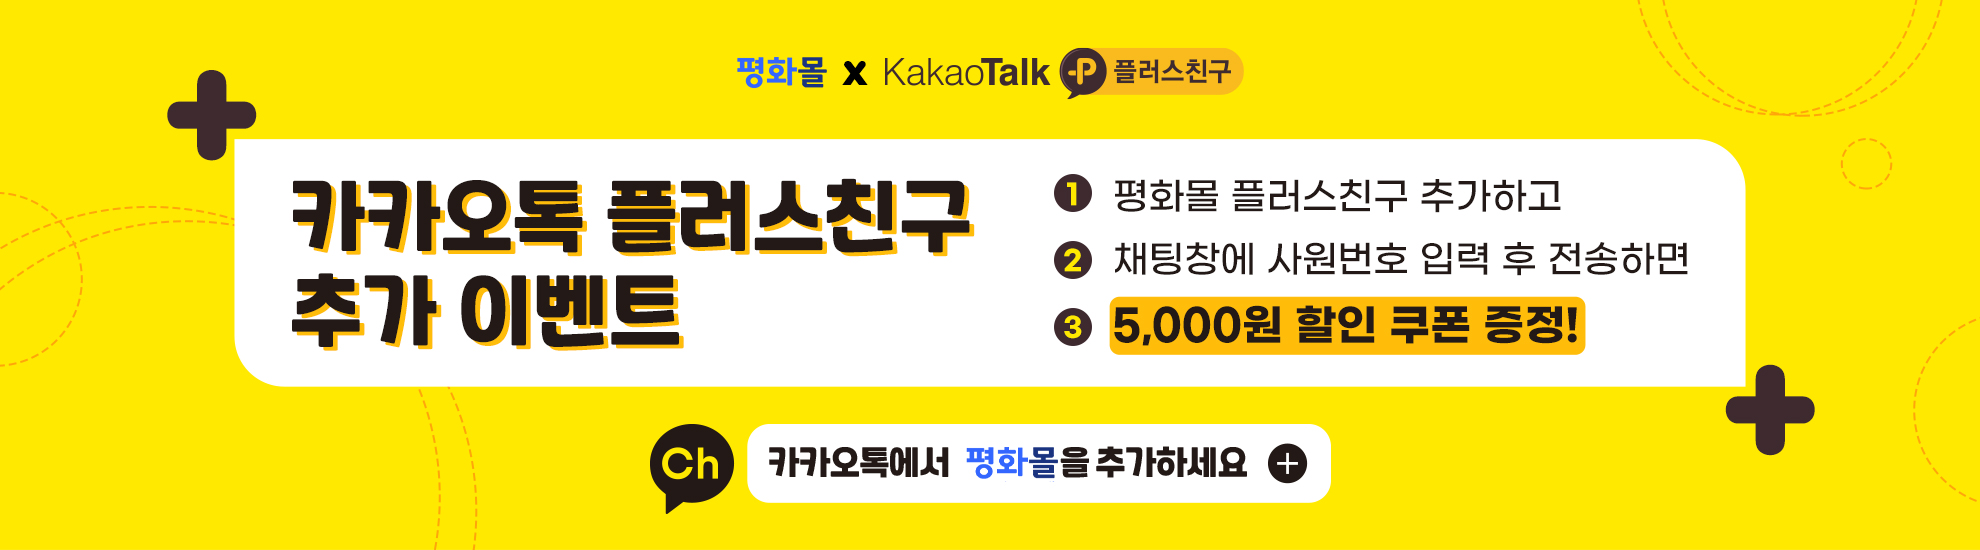 평화몰 x KakaoTalk P 플러스친구
카카오톡 플러스친구
추가 이벤트
1 평화몰 플러스친구 추가하고
2 채팅창에 사원번호 입력 후 전송하면
3 5,000원 할인 쿠폰 증정!
Ch 카카오톡에서 평화몰을 추가하세요